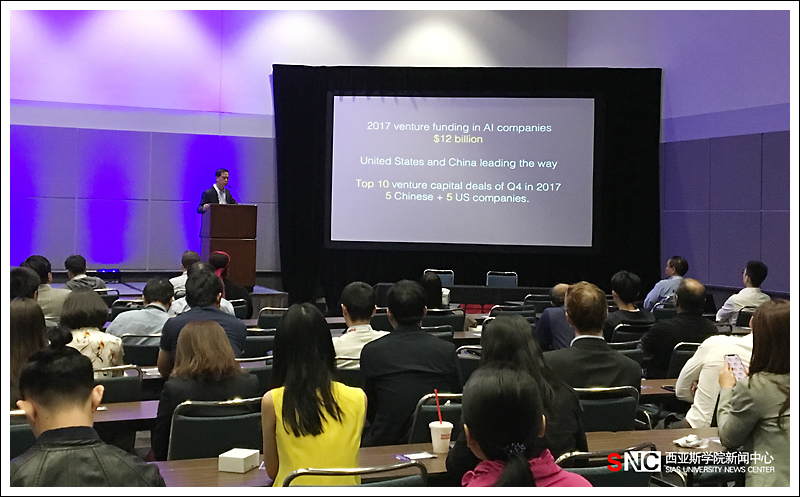 2017 venture funding in AI companies
$12 billion
United States and China leading the way
Top 10 venture capital deals of Q4 in 2017
5 Chinese + 5 US companies.
SNC 西亚斯学院新闻中心
SIAS UNIVERSITY NEWS CENTER